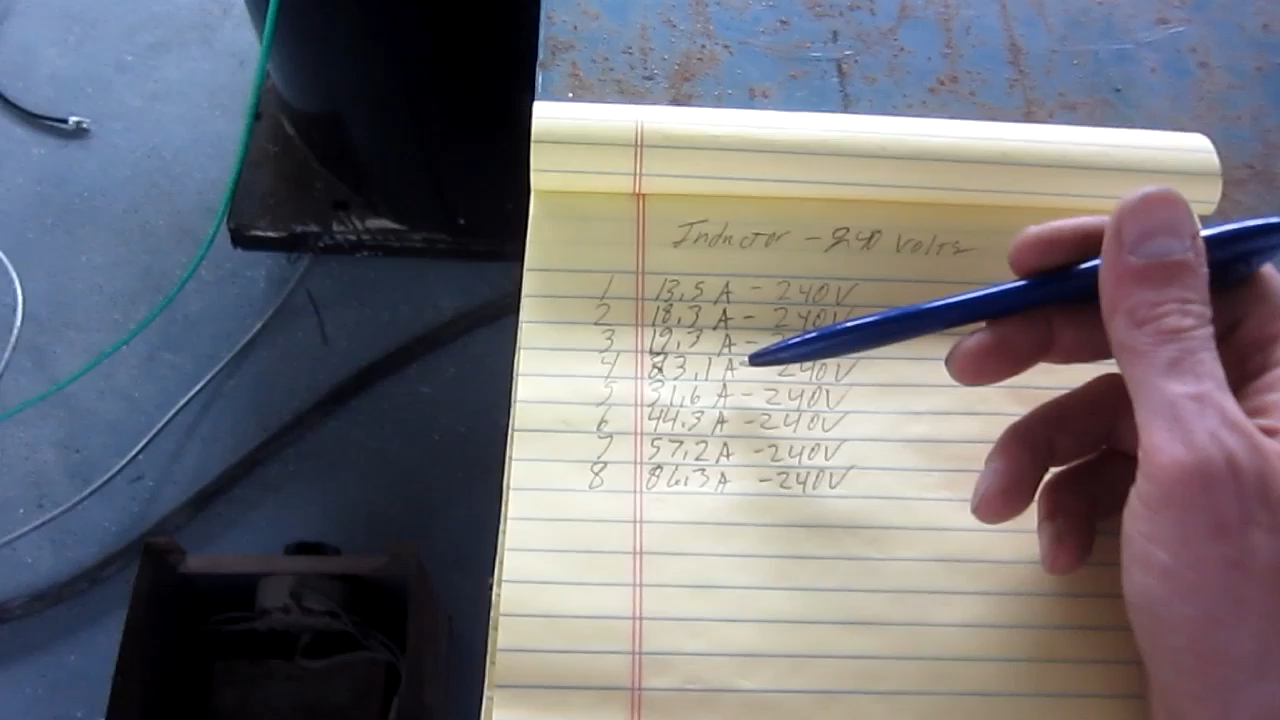 Inductor - 240 volts
1 13.5 A - 240V
2 18.3 A - 240V
3 19.3 A -
4 23.1 A - 240V
5 31.6 A - 240V
6 44.3 A - 240V
7 57.2 A - 240V
8 86.3 A - 240V